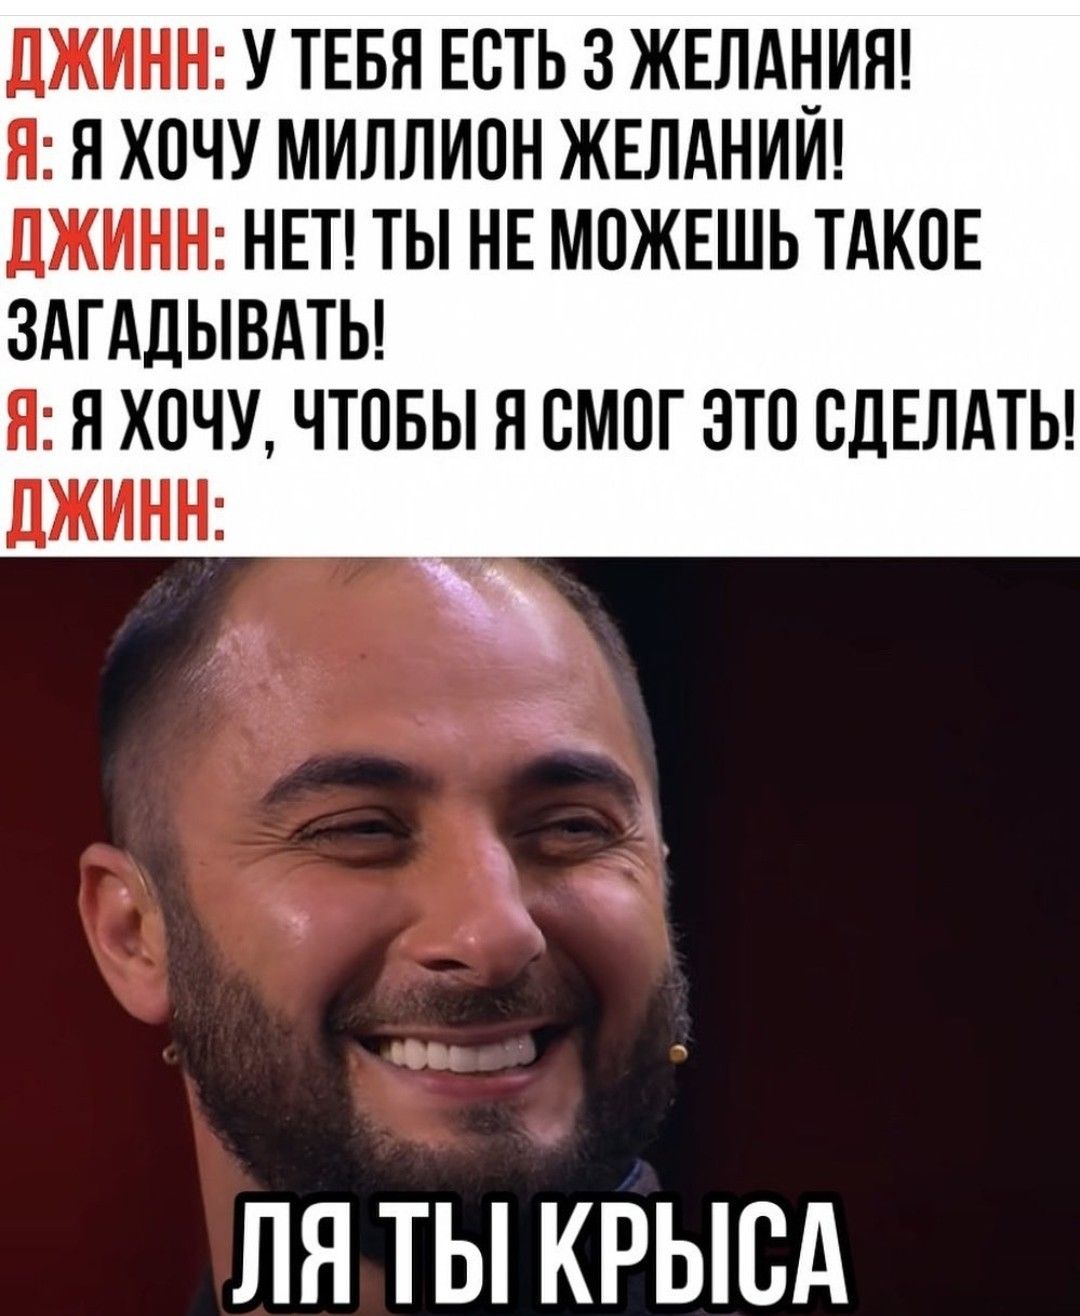 ДЖИНН: У ТЕБЯ ЕСТЬ 3 ЖЕЛАНИЯ!
Я: Я ХОЧУ МИЛЛИОН ЖЕЛАНИЙ!
ДЖИНН: НЕТ! ТЫ НЕ МОЖЕШЬ ТАКОЕ
ЗАГАДЫВАТЬ!
Я: Я ХОЧУ, ЧТОБЫ Я СМОГ ЭТО СДЕЛАТЬ!
ДЖИНН:
ЛЯ ТЫ КРЫСА